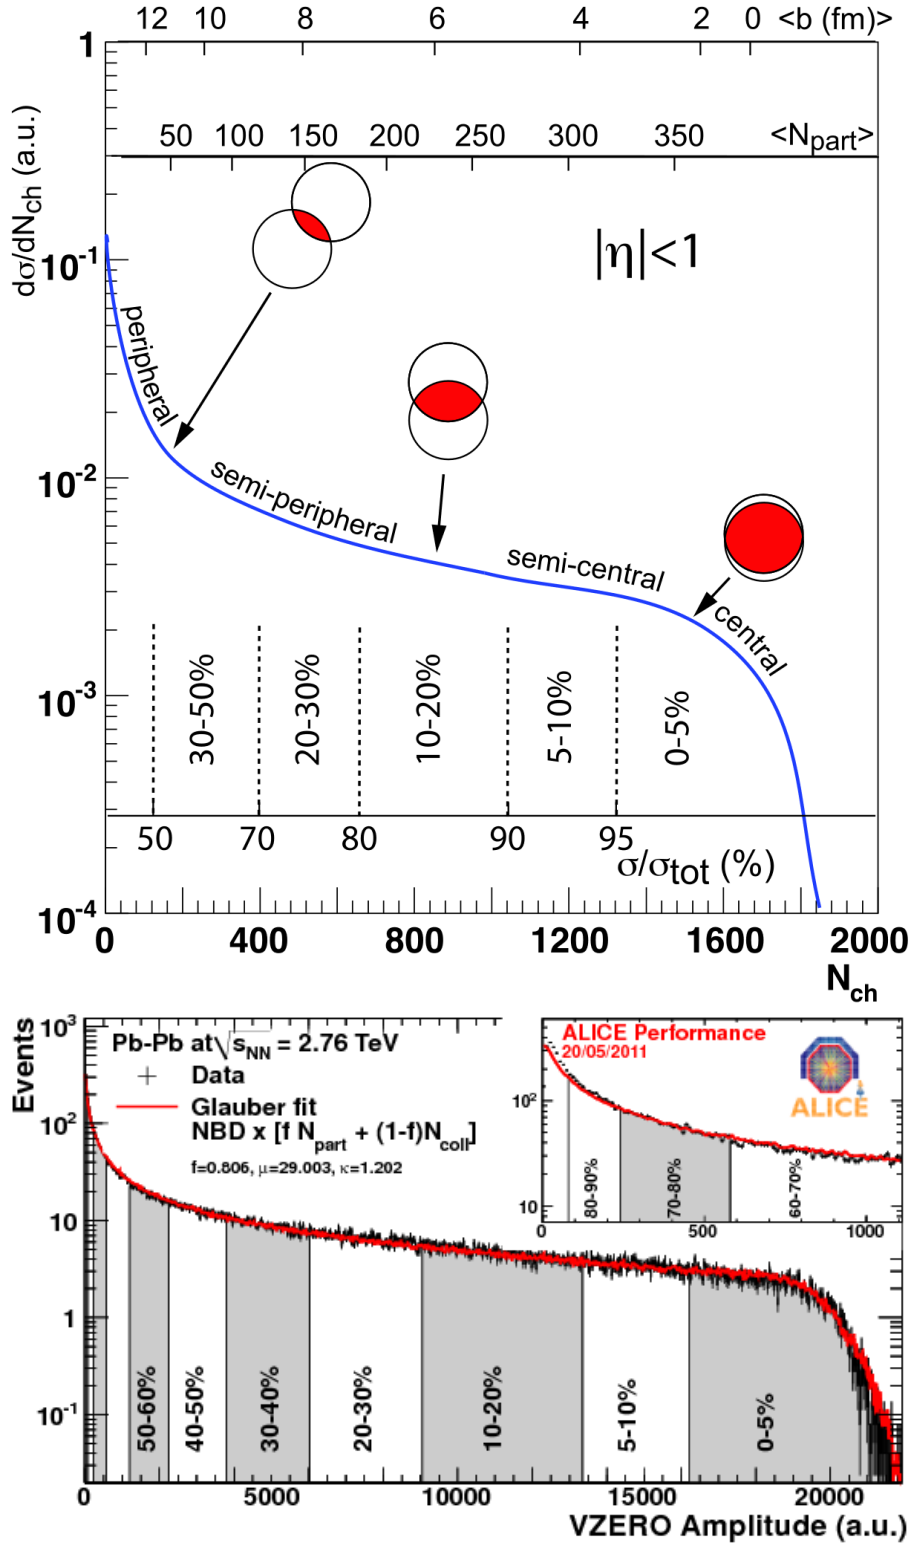 12 10 8 6 4 2 0 <b (fm)>
1
50 100 150 200 250 300 350 <Npart>
dσ/dNch (a.u.)
|η|<1
10-1
peripheral
10-2
semi-peripheral
semi-central
central
10-3
30-50% 20-30% 10-20% 5-10% 0-5%
50 70 80 90 95
σ/σtot (%)
10-4
0 400 800 1200 1600 2000
Nch
Events
103
Pb-Pb at √sNN = 2.76 TeV
Data
Glauber fit
NBD x [f Npart + (1-f)Ncoll]
f=0.806, μ=29.003, κ=1.202
ALICE Performance
20/05/2011
ALICE
102
80-90% 70-80% 60-70%
10
0 500 1000
102
10
1
10-1
50-60% 40-50% 30-40% 20-30% 10-20% 5-10% 0-5%
0 5000 10000 15000 20000
VZERO Amplitude (a.u.)